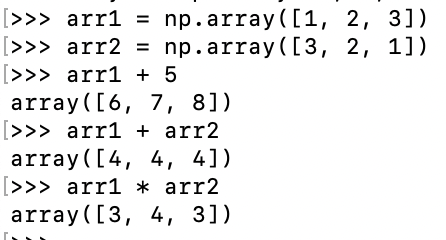 [>>> arr1 = np.array([1, 2, 3])
[>>> arr2 = np.array([3, 2, 1])
[>>> arr1 + 5
array([6, 7, 8])
[>>> arr1 + arr2
array([4, 4, 4])
[>>> arr1 * arr2
array([3, 4, 3])
[>>>